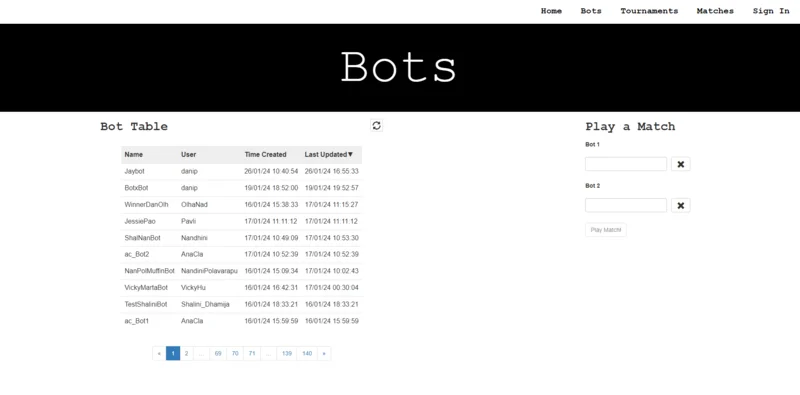 Home Bots Tournaments Matches Sign In
Bots
Bot Table
Name User Time Created Last Updated▼
Jaybot danip 26/01/24 10:40:54 26/01/24 16:55:33
BotxBot danip 19/01/24 18:52:00 19/01/24 19:52:57
WinnerDanOlh OlhaNad 16/01/24 15:38:33 17/01/24 11:15:27
JessiePao Pavli 17/01/24 11:11:12 17/01/24 11:11:12
ShalNanBot Nandhini 17/01/24 10:49:09 17/01/24 10:53:30
ac_Bot2 AnaCla 17/01/24 10:52:39 17/01/24 10:52:39
NanPolMuffinBot NandiniPolavarapu 16/01/24 15:09:34 17/01/24 10:02:43
VickyMartaBot VickyHu 16/01/24 16:42:31 17/01/24 00:30:04
TestShaliniBot Shalini_Dhamija 16/01/24 18:33:21 16/01/24 18:33:21
ac_Bot1 AnaCla 16/01/24 15:59:59 16/01/24 15:59:59
« 1 2 ... 69 70 71 ... 139 140 »
Play a Match
Bot 1
Bot 2
Play Match!